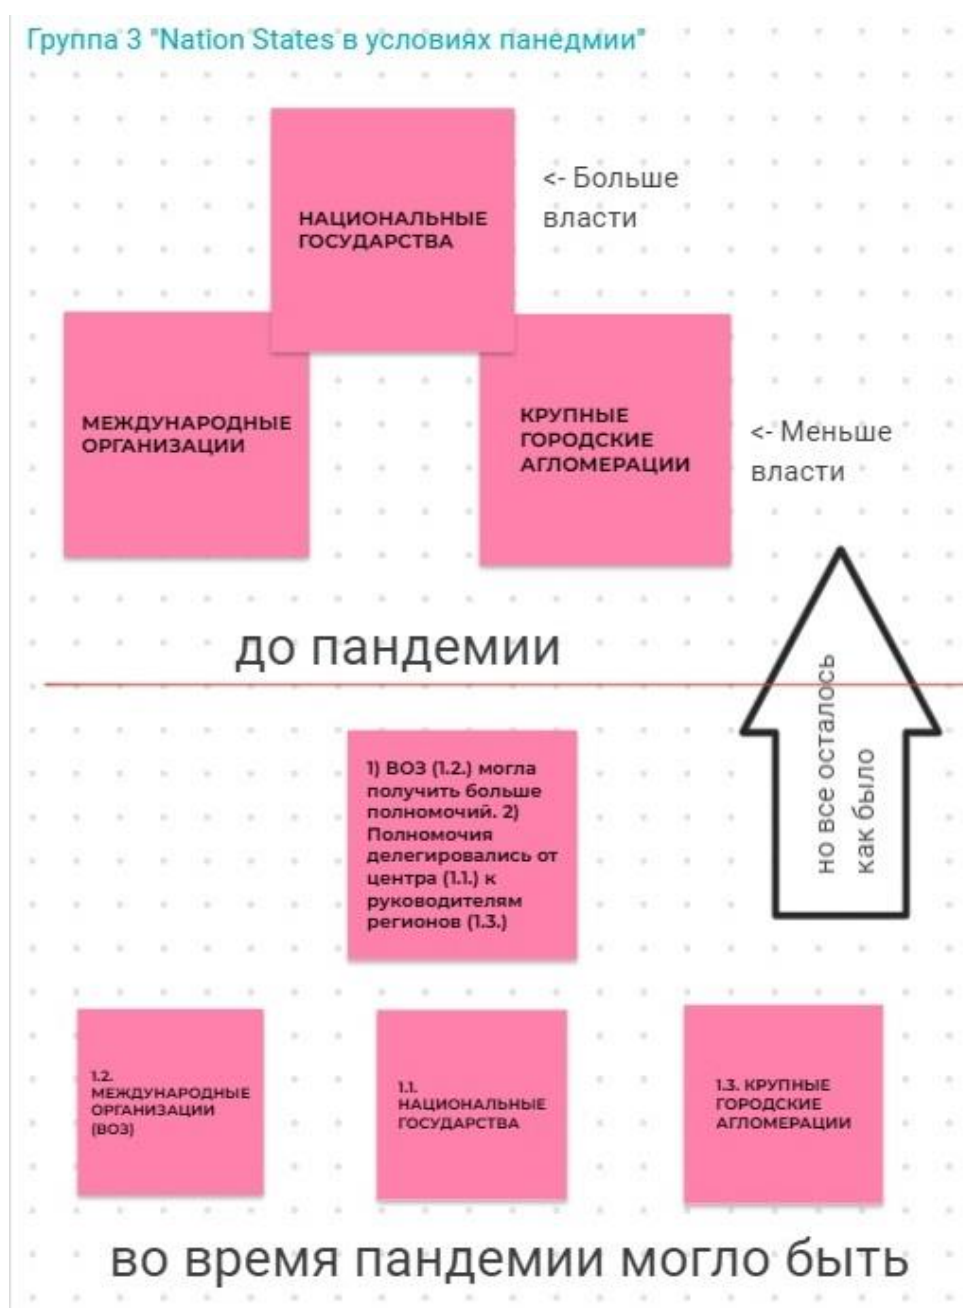 Группа 3 "Nation States в условиях панедмии"
НАЦИОНАЛЬНЫЕ
ГОСУДАРСТВА
<- Больше
власти
МЕЖДУНАРОДНЫЕ
ОРГАНИЗАЦИИ
КРУПНЫЕ
ГОРОДСКИЕ
АГЛОМЕРАЦИИ
<- Меньше
власти
до пандемии
но все осталось
как было
1) ВОЗ (1.2.) могла
получить больше
полномочий. 2)
Полномочия
делегировались от
центра (1.1.) к
руководителям
регионов (1.3.)
1.2.
МЕЖДУНАРОДНЫЕ
ОРГАНИЗАЦИИ
(ВОЗ)
1.1.
НАЦИОНАЛЬНЫЕ
ГОСУДАРСТВА
1.3. КРУПНЫЕ
ГОРОДСКИЕ
АГЛОМЕРАЦИИ
во время пандемии могло быть